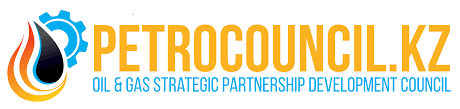 PETROCOUNCIL.KZ
OIL & GAS STRATEGIC PARTNERSHIP DEVELOPMENT COUNCIL